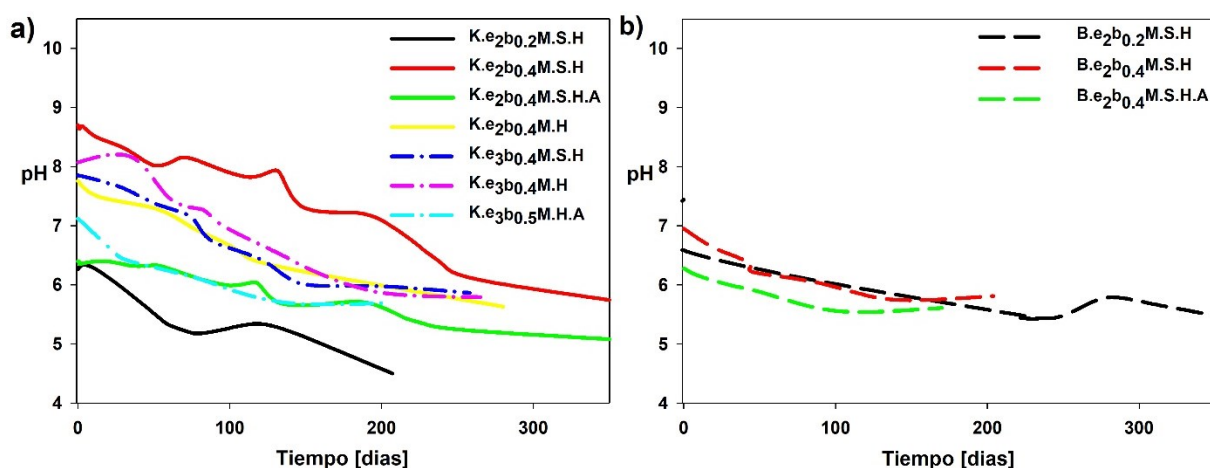 a)
10
9
8
pH
7
6
5
4
0
100
200
300
Tiempo [dias]
K.e2b0.2M.S.H
K.e2b0.4M.S.H
K.e2b0.4M.S.H.A
K.e2b0.4M.H
K.e3b0.4M.S.H
K.e3b0.4M.H
K.e3b0.5M.H.A
b)
10
9
8
pH
7
6
5
4
0
100
200
300
Tiempo [dias]
B.e2b0.2M.S.H
B.e2b0.4M.S.H
B.e2b0.4M.S.H.A